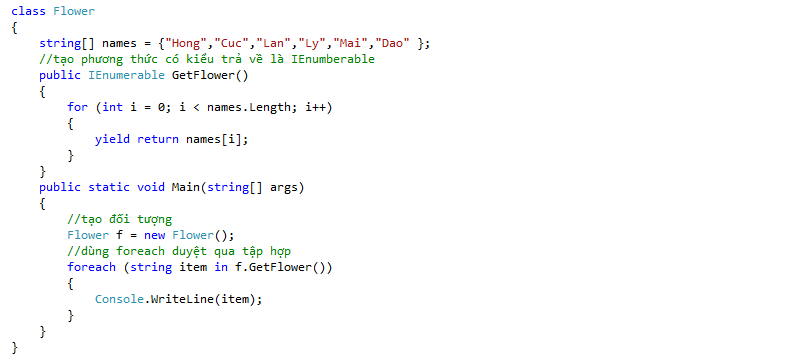 class Flower
{
    string[] names = {"Hong","Cuc","Lan","Ly","Mai","Dao" };
    //tạo phương thức có kiểu trả về là IEnumberable
    public IEnumerable GetFlower()
    {
        for (int i = 0; i < names.Length; i++)
        {
            yield return names[i];
        }
    }
    public static void Main(string[] args)
    {
        //tạo đối tượng
        Flower f = new Flower();
        //dùng foreach duyệt qua tập hợp
        foreach (string item in f.GetFlower())
        {
            Console.WriteLine(item);
        }
    }
}